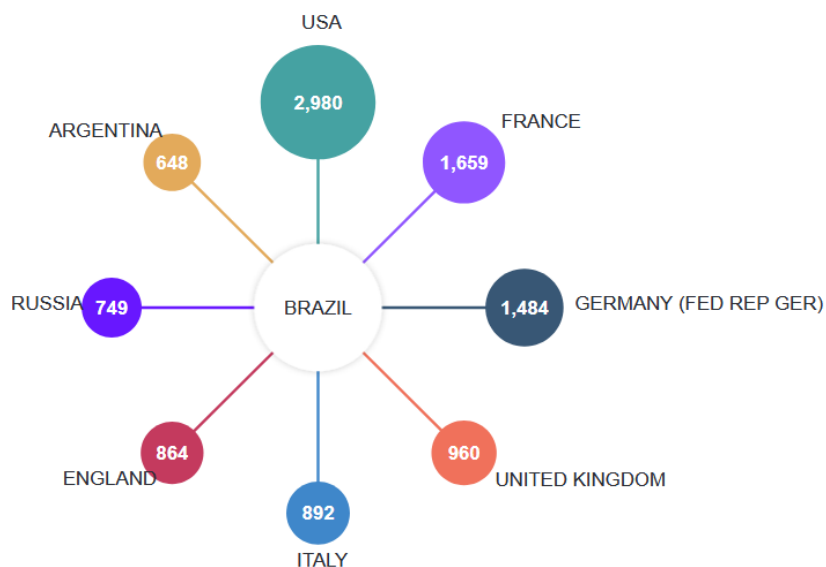 USA
2,980
ARGENTINA
648
FRANCE
1,659
RUSSIA
749
BRAZIL
1,484
GERMANY (FED REP GER)
864
ENGLAND
960
UNITED KINGDOM
892
ITALY